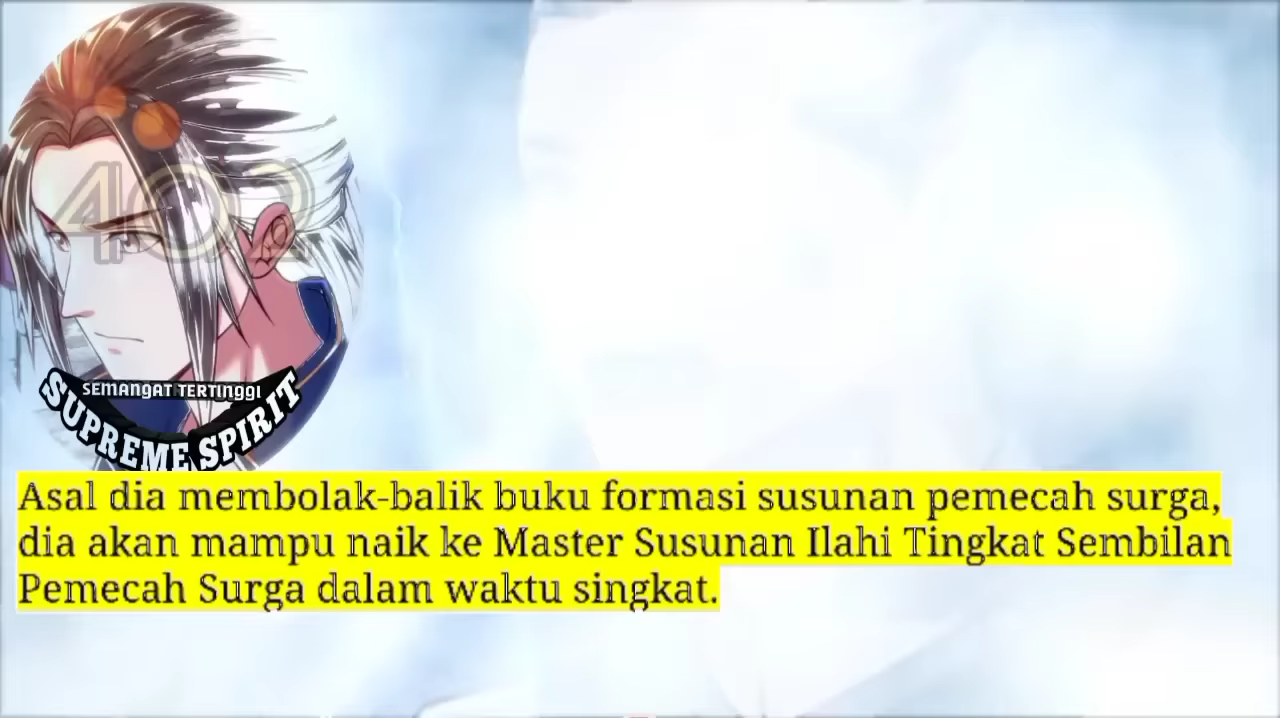 402
SEMANGAT TERTINGGI
SUPREME SPIRIT
Asal dia membolak-balik buku formasi susunan pemecah surga,
dia akan mampu naik ke Master Susunan Ilahi Tingkat Sembilan
Pemecah Surga dalam waktu singkat.